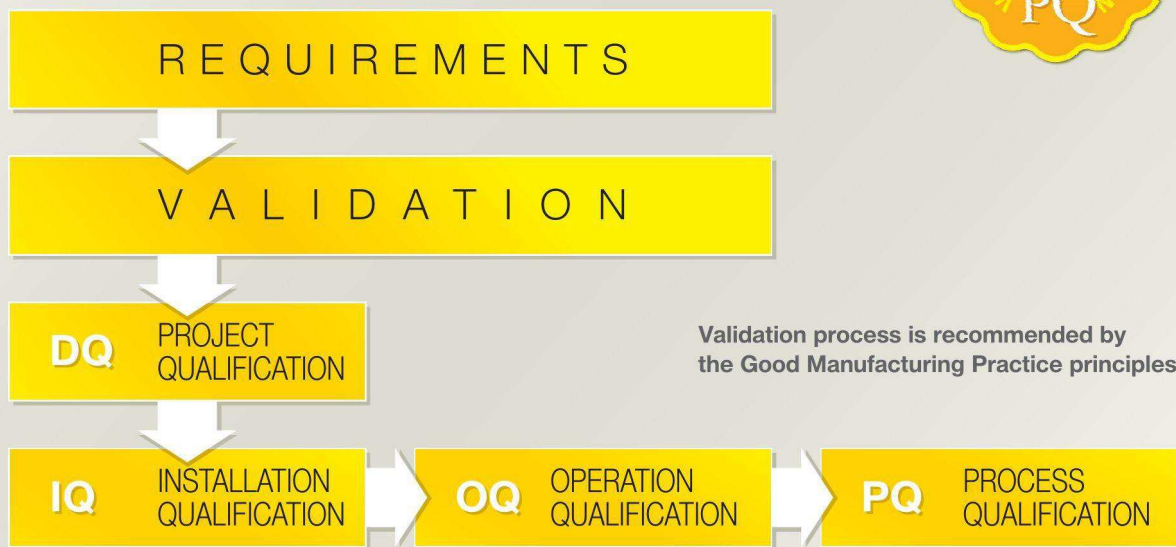 PQ
REQUIREMENTS
VALIDATION
DQ
PROJECT
QUALIFICATION
Validation process is recommended by
the Good Manufacturing Practice principles
IQ
INSTALLATION
QUALIFICATION
OQ
OPERATION
QUALIFICATION
PQ
PROCESS
QUALIFICATION